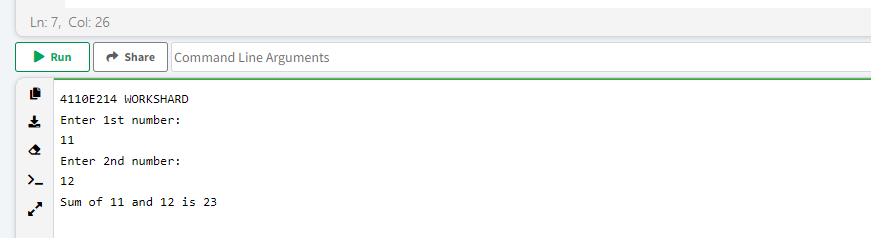 Ln: 7, Col: 26
Run
Share
Command Line Arguments
4110E214 WORKSHARD
Enter 1st number:
11
Enter 2nd number:
12
Sum of 11 and 12 is 23